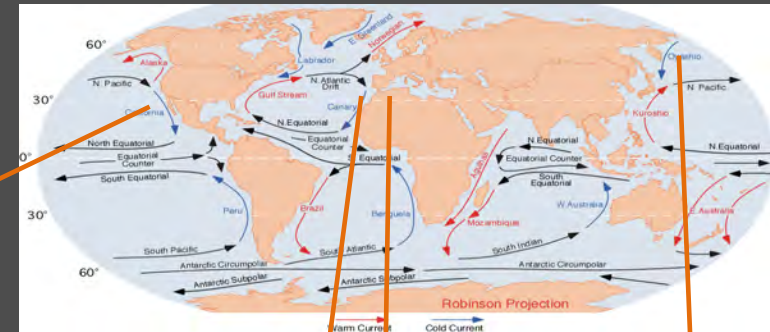 E. Greenland
Norwegian
60°
Alaska
Labrador
N. Pacific
N. Atlantic
Drift
N. Pacific
Gulf Stream
Canary
30°
Kuroshio
N. Equatorial
North Equatorial
Equatorial
Counter
N. Equatorial
N. Equatorial
Equatorial
Counter
S. Equatorial
Equatorial Counter
0°
South Equatorial
South
Equatorial
Agulhas
Peru
Brazil
Benguela
Mozambique
W. Australia
E. Australia
30°
South Pacific
South Atlantic
South Indian
60°
Antarctic Circumpolar
Antarctic Circumpolar
Antarctic Subpolar
Antarctic Subpolar
Robinson Projection
Warm Current
Cold Current